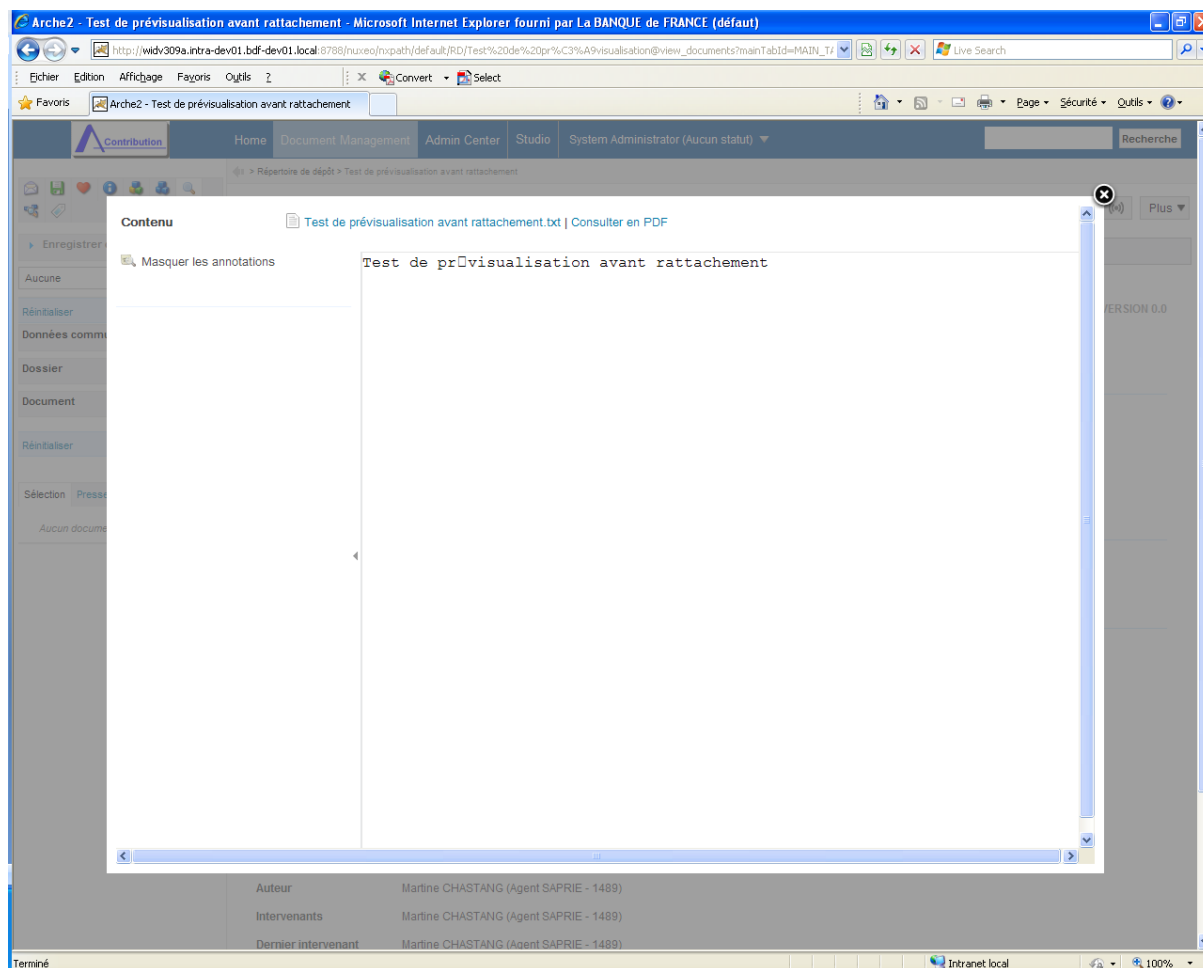 Arche2 - Test de prévisualisation avant rattachement - Microsoft Internet Explorer fourni par La BANQUE de FRANCE (défaut)
http://widv309a.intra-dev01.bdf-dev01.local:8788/nuxeo/nxpath/default/RD/Test%20de%20pr%C3%A9visualisation@view_documents?mainTabId=MAIN_TA
Live Search
Fichier Edition Affichage Favoris Outils ? x Convert Select
Favoris Arche2 - Test de prévisualisation avant rattachement Page Sécurité Outils
Contribution Home Document Management Admin Center Studio System Administrator (Aucun statut) Recherche
> Répertoire de dépôt > Test de prévisualisation avant rattachement
Plus
Contenu Test de prévisualisation avant rattachement.txt | Consulter en PDF
Enregistrer
Masquer les annotations Test de pr▯visualisation avant rattachement
Aucune
Réinitialiser VERSION 0.0
Données commu
Dossier
Document
Réinitialiser
Sélection Presse
Aucun docume
Auteur Martine CHASTANG (Agent SAPRIE - 1489)
Intervenants Martine CHASTANG (Agent SAPRIE - 1489)
Dernier intervenant Martine CHASTANG (Agent SAPRIE - 1489)
Terminé Intranet local 100%